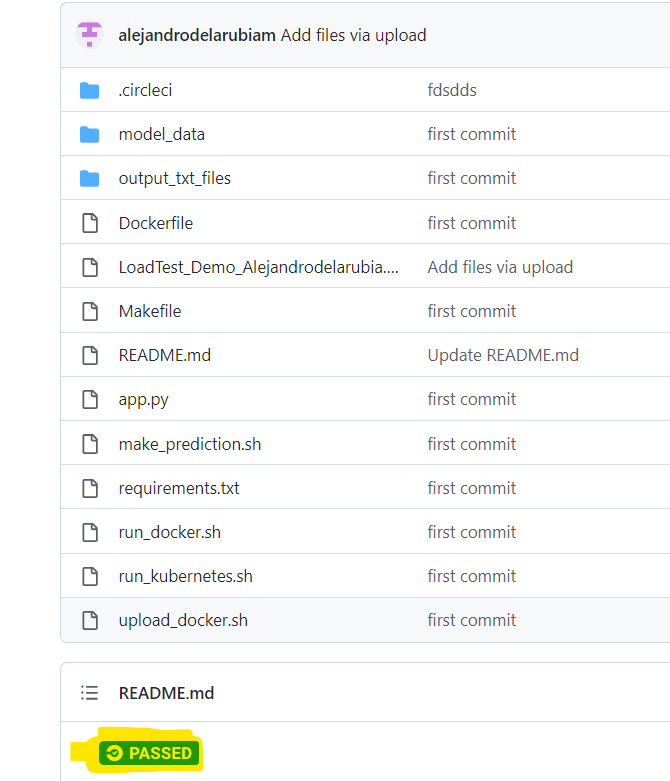 alejandrodelarubiam Add files via upload
.circleci fdsdds
model_data first commit
output_txt_files first commit
Dockerfile first commit
LoadTest_Demo_Alejandrodelarubia.... Add files via upload
Makefile first commit
README.md Update README.md
app.py first commit
make_prediction.sh first commit
requirements.txt first commit
run_docker.sh first commit
run_kubernetes.sh first commit
upload_docker.sh first commit
README.md
PASSED